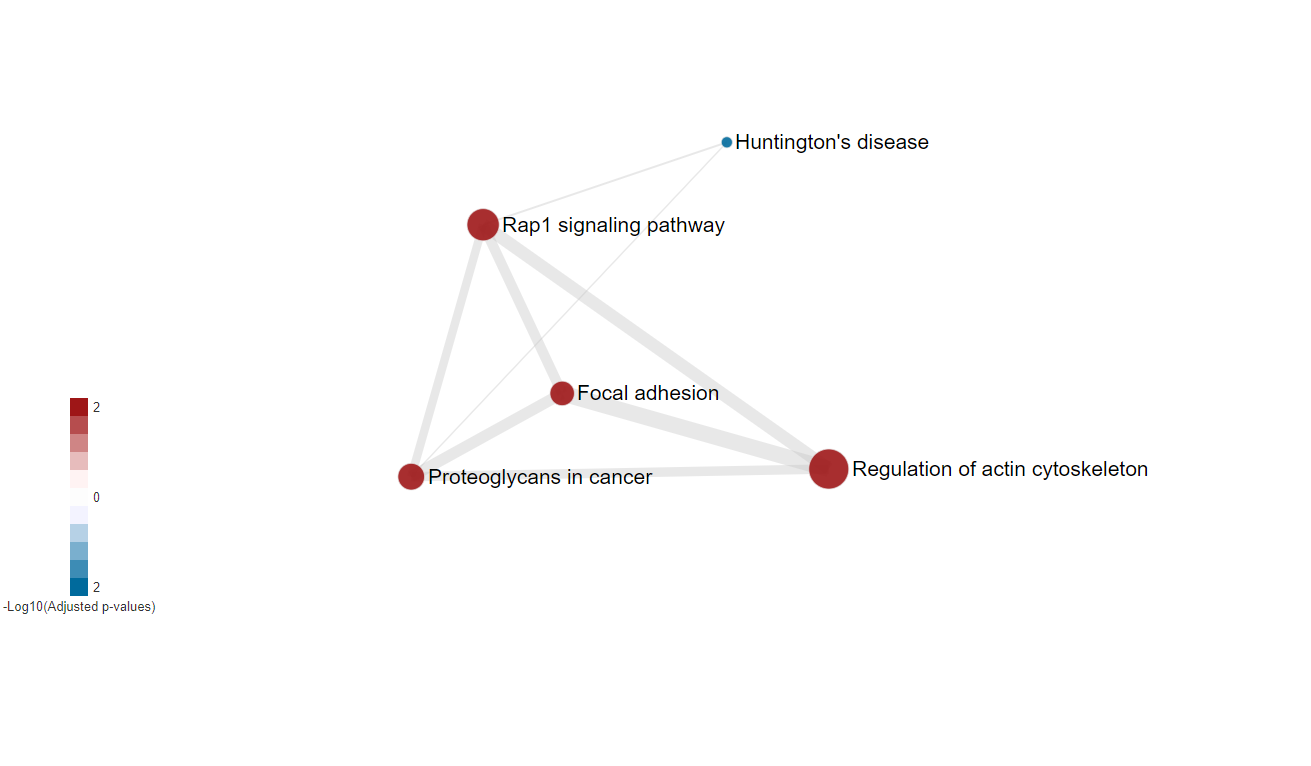 Huntington's disease
Rap1 signaling pathway
Focal adhesion
Regulation of actin cytoskeleton
Proteoglycans in cancer
2
0
2
-Log10(Adjusted p-values)